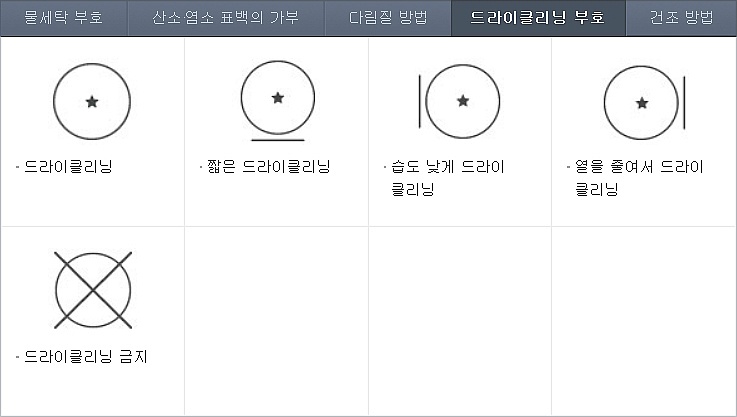 물세탁 부호
산소·염소 표백의 가부
다림질 방법
드라이클리닝 부호
건조 방법
- 드라이클리닝
- 짧은 드라이클리닝
- 습도 낮게 드라이
클리닝
- 열을 줄여서 드라이
클리닝
- 드라이클리닝 금지